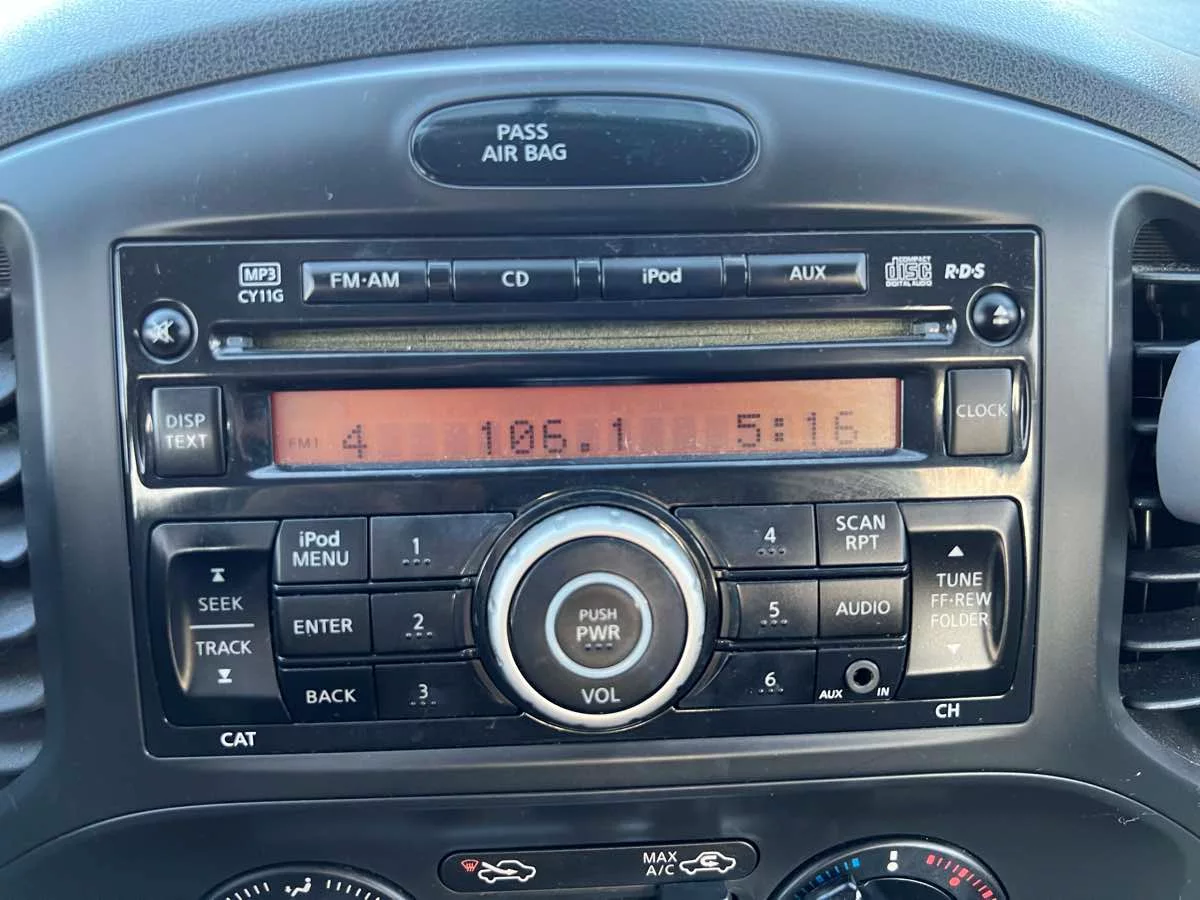 PASS
AIR BAG
MP3
CY11G
FM·AM
CD
iPod
AUX
COMPACT
disc
DIGITAL AUDIO
R·D·S
DISP
TEXT
FM1 4 106.1 5:16
CLOCK
SEEK
TRACK
iPod
MENU
1
ENTER
2
BACK
3
PUSH
PWR
VOL
4
SCAN
RPT
5
AUDIO
6
AUX IN
TUNE
FF·REW
FOLDER
CAT
CH
MAX
A/C